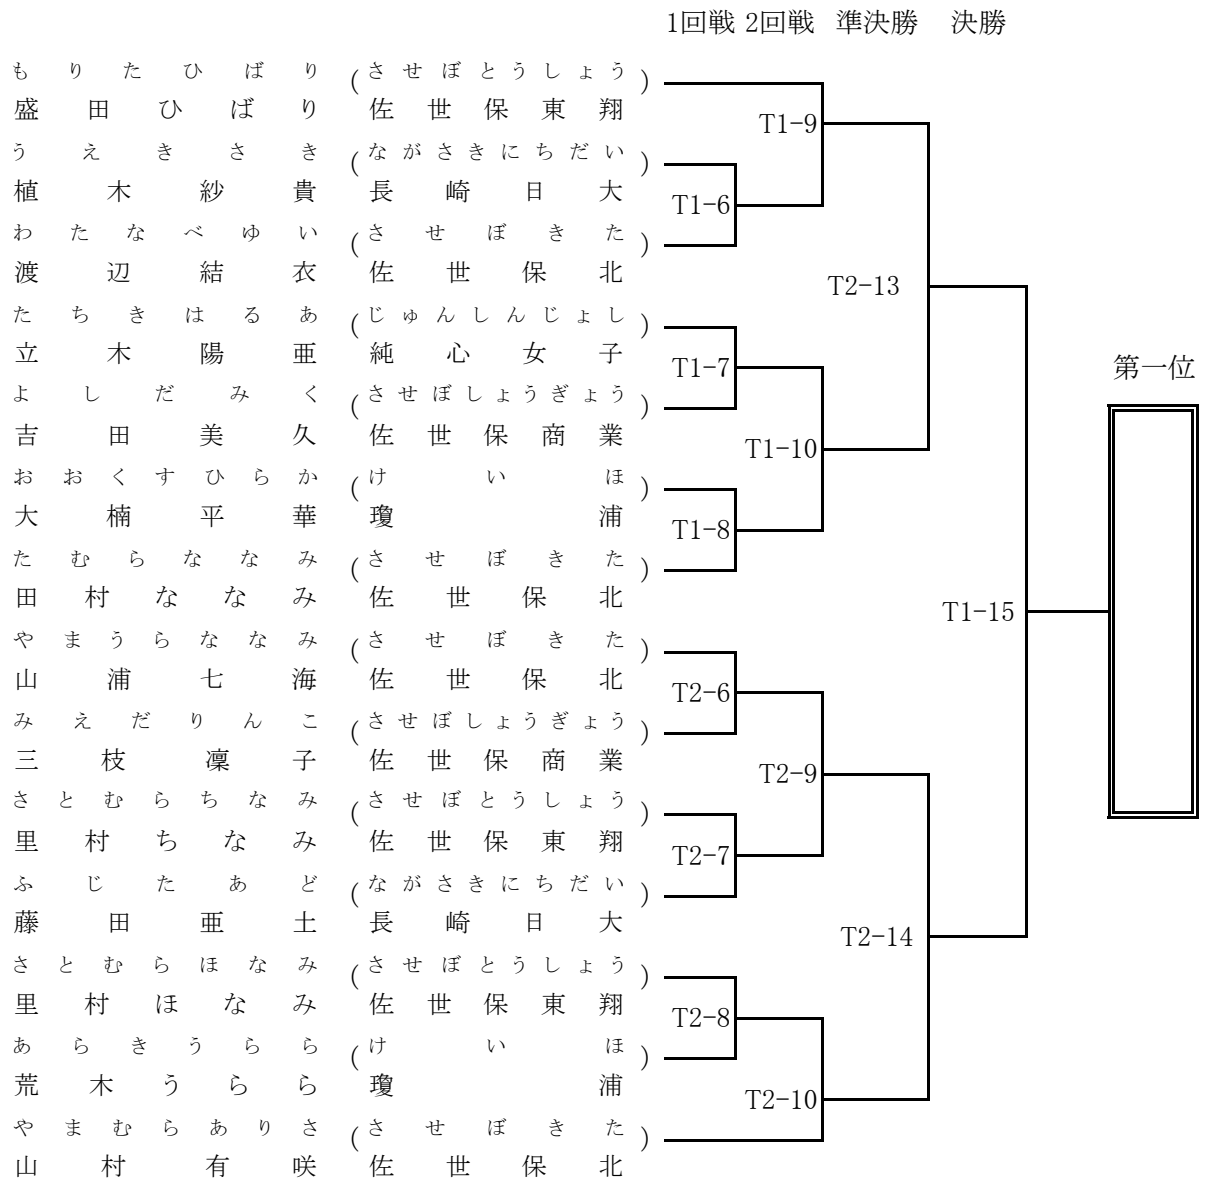 1回戦 2回戦 準決勝 決勝
もりたひばり (させぼとうしょう)
盛田ひばり 佐世保東翔
T1-9
うえきさき (ながさきにちだい)
植木紗貴 長崎日大
T1-6
わたなべゆい (させぼきた)
渡辺結衣 佐世保北
T2-13
たちきはるあ (じゅんしんじょし)
立木陽亜 純心女子
T1-7
第一位
よしだみく (させぼしょうぎょう)
吉田美久 佐世保商業
T1-10
おおくすひらか (けいほ)
大楠平華 瓊浦
T1-8
たむらななみ (させぼきた)
田村ななみ 佐世保北
T1-15
やまうらななみ (させぼきた)
山浦七海 佐世保北
T2-6
みえだりんこ (させぼしょうぎょう)
三枝凜子 佐世保商業
T2-9
さとむらちなみ (させぼとうしょう)
里村ちなみ 佐世保東翔
T2-7
ふじたあど (ながさきにちだい)
藤田亜土 長崎日大
T2-14
さとむらほなみ (させぼとうしょう)
里村ほなみ 佐世保東翔
T2-8
あらきうらら (けいほ)
荒木うらら 瓊浦
T2-10
やまむらありさ (させぼきた)
山村有咲 佐世保北